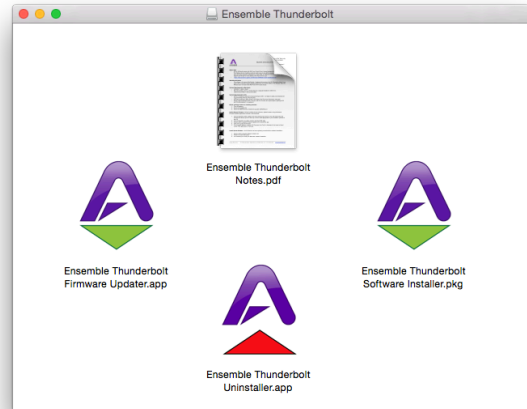 Ensemble Thunderbolt
Ensemble Thunderbolt
Notes.pdf
Ensemble Thunderbolt
Firmware Updater.app
Ensemble Thunderbolt
Software Installer.pkg
Ensemble Thunderbolt
Uninstaller.app